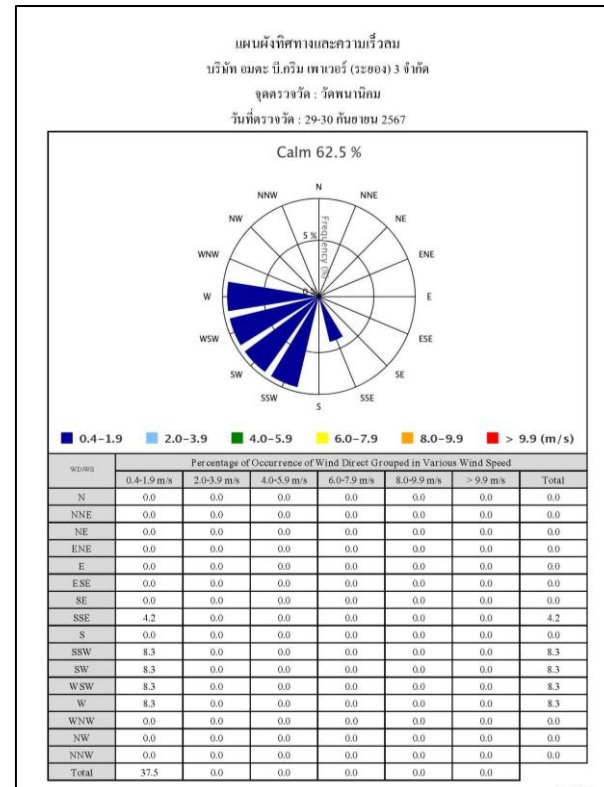 แผนผังทิศทางและความเร็วลม
บริษัท อมตะ บี.กริม เพาเวอร์ (ระยอง) 3 จำกัด
จุดตรวจวัด : วัดพนานิคม
วันที่ตรวจวัด : 29-30 กันยายน 2567
Calm 62.5 %
N
NNW NNE
NW NE
WNW ENE
5 %
Frequency (%)
0 %
W E
WSW ESE
SW SE
SSW SSE
S
0.4-1.9 2.0-3.9 4.0-5.9 6.0-7.9 8.0-9.9 > 9.9 (m/s)
WD/WS Percentage of Occurrence of Wind Direct Grouped in Various Wind Speed
0.4-1.9 m/s 2.0-3.9 m/s 4.0-5.9 m/s 6.0-7.9 m/s 8.0-9.9 m/s > 9.9 m/s Total
N 0.0 0.0 0.0 0.0 0.0 0.0 0.0
NNE 0.0 0.0 0.0 0.0 0.0 0.0 0.0
NE 0.0 0.0 0.0 0.0 0.0 0.0 0.0
ENE 0.0 0.0 0.0 0.0 0.0 0.0 0.0
E 0.0 0.0 0.0 0.0 0.0 0.0 0.0
ESE 0.0 0.0 0.0 0.0 0.0 0.0 0.0
SE 0.0 0.0 0.0 0.0 0.0 0.0 0.0
SSE 4.2 0.0 0.0 0.0 0.0 0.0 4.2
S 0.0 0.0 0.0 0.0 0.0 0.0 0.0
SSW 8.3 0.0 0.0 0.0 0.0 0.0 8.3
SW 8.3 0.0 0.0 0.0 0.0 0.0 8.3
WSW 8.3 0.0 0.0 0.0 0.0 0.0 8.3
W 8.3 0.0 0.0 0.0 0.0 0.0 8.3
WNW 0.0 0.0 0.0 0.0 0.0 0.0 0.0
NW 0.0 0.0 0.0 0.0 0.0 0.0 0.0
NNW 0.0 0.0 0.0 0.0 0.0 0.0 0.0
Total 37.5 0.0 0.0 0.0 0.0 0.0